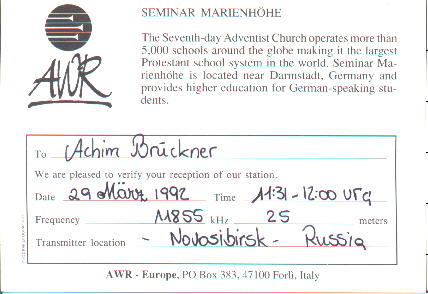 SEMINAR MARIENHÖHE
The Seventh-day Adventist Church operates more than
5,000 schools around the globe making it the largest
Protestant school system in the world. Seminar Ma-
rienhöhe is located near Darmstadt, Germany and
provides higher education for German-speaking stu-
dents.
AWR
To Achim Brückner
We are pleased to verify your reception of our station.
Date 29 März 1992 Time 11:31-12:00 UTC
Frequency 11855 kHz 25 meters
Transmitter location - Novosibirsk - Russia
AWR - Europe, PO Box 383, 47100 Forlì, Italy